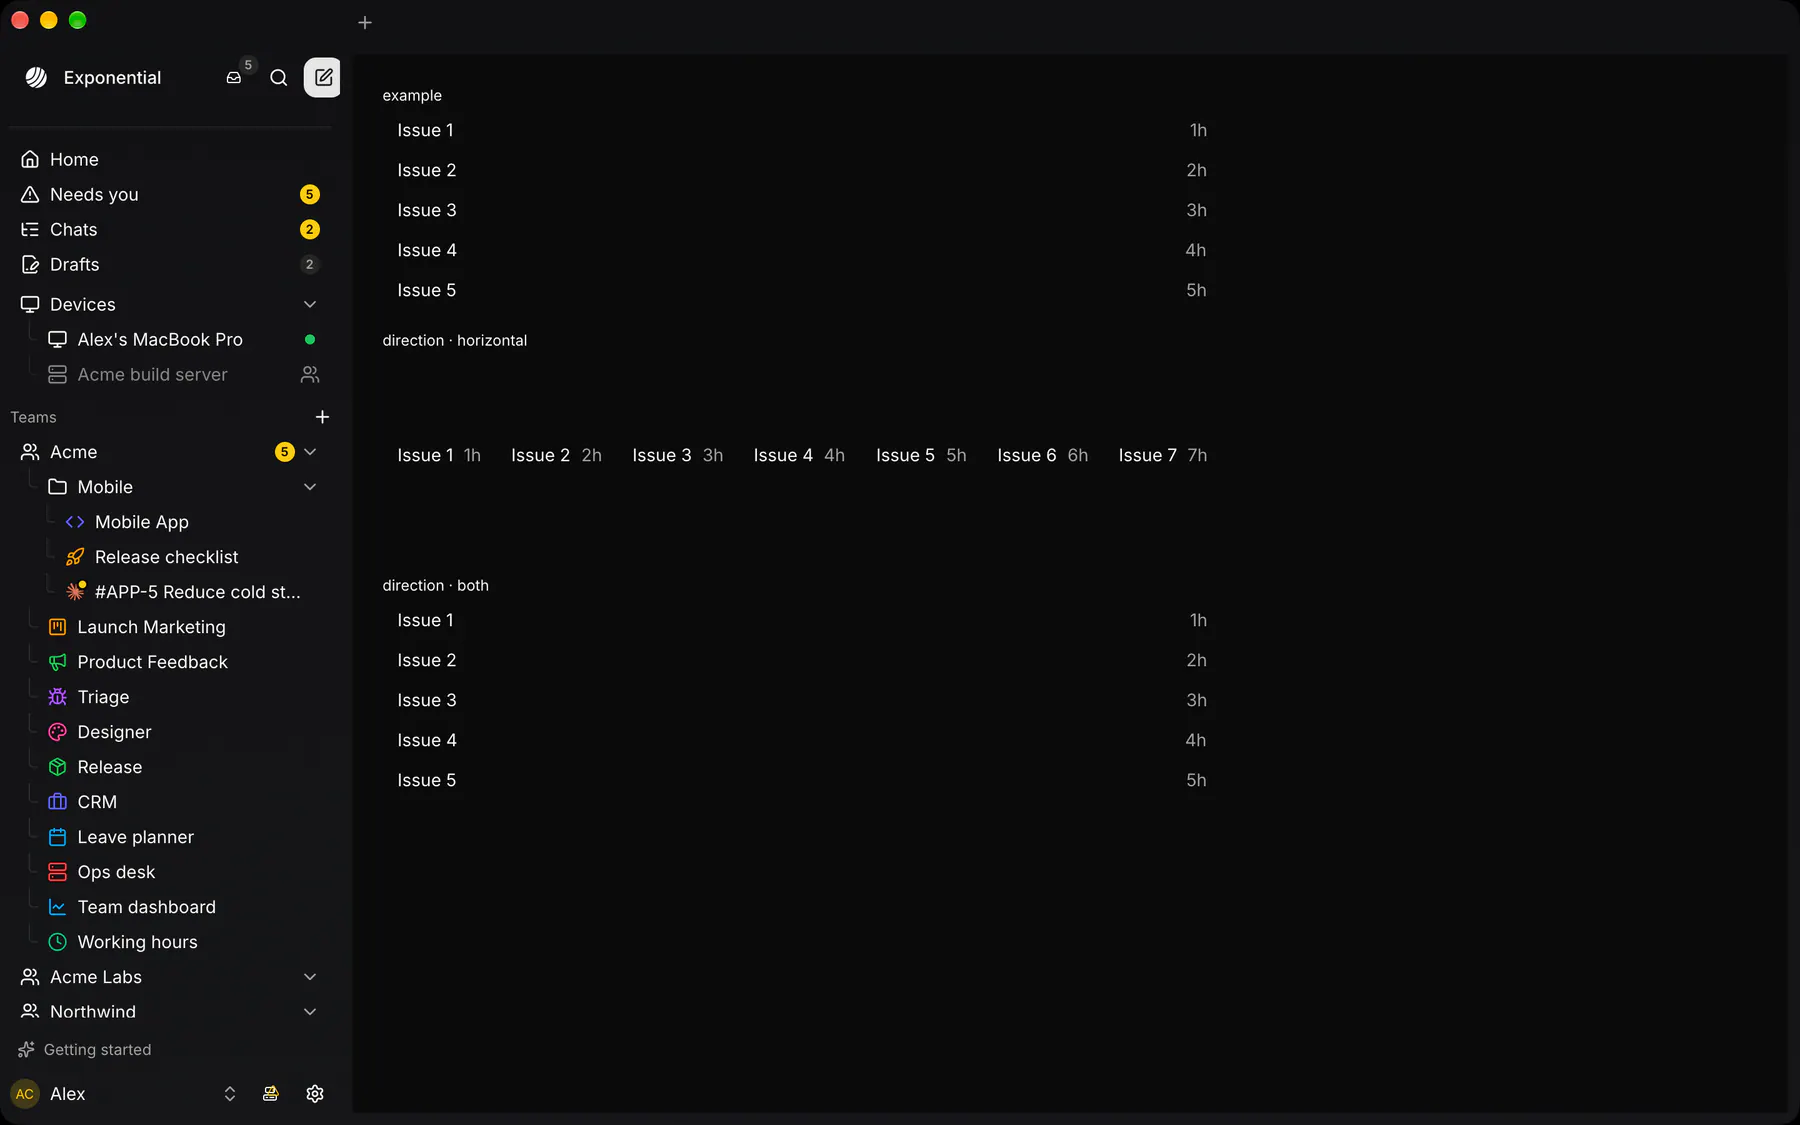 Exponential
5
Home
Needs you 5
Chats 2
Drafts 2
Devices
Alex's MacBook Pro
Acme build server
Teams
Acme 5
Mobile
Mobile App
Release checklist
#APP-5 Reduce cold st...
Launch Marketing
Product Feedback
Triage
Designer
Release
CRM
Leave planner
Ops desk
Team dashboard
Working hours
Acme Labs
Northwind
Getting started
AC Alex
example
Issue 1 1h
Issue 2 2h
Issue 3 3h
Issue 4 4h
Issue 5 5h
direction · horizontal
Issue 1 1h Issue 2 2h Issue 3 3h Issue 4 4h Issue 5 5h Issue 6 6h Issue 7 7h
direction · both
Issue 1 1h
Issue 2 2h
Issue 3 3h
Issue 4 4h
Issue 5 5h